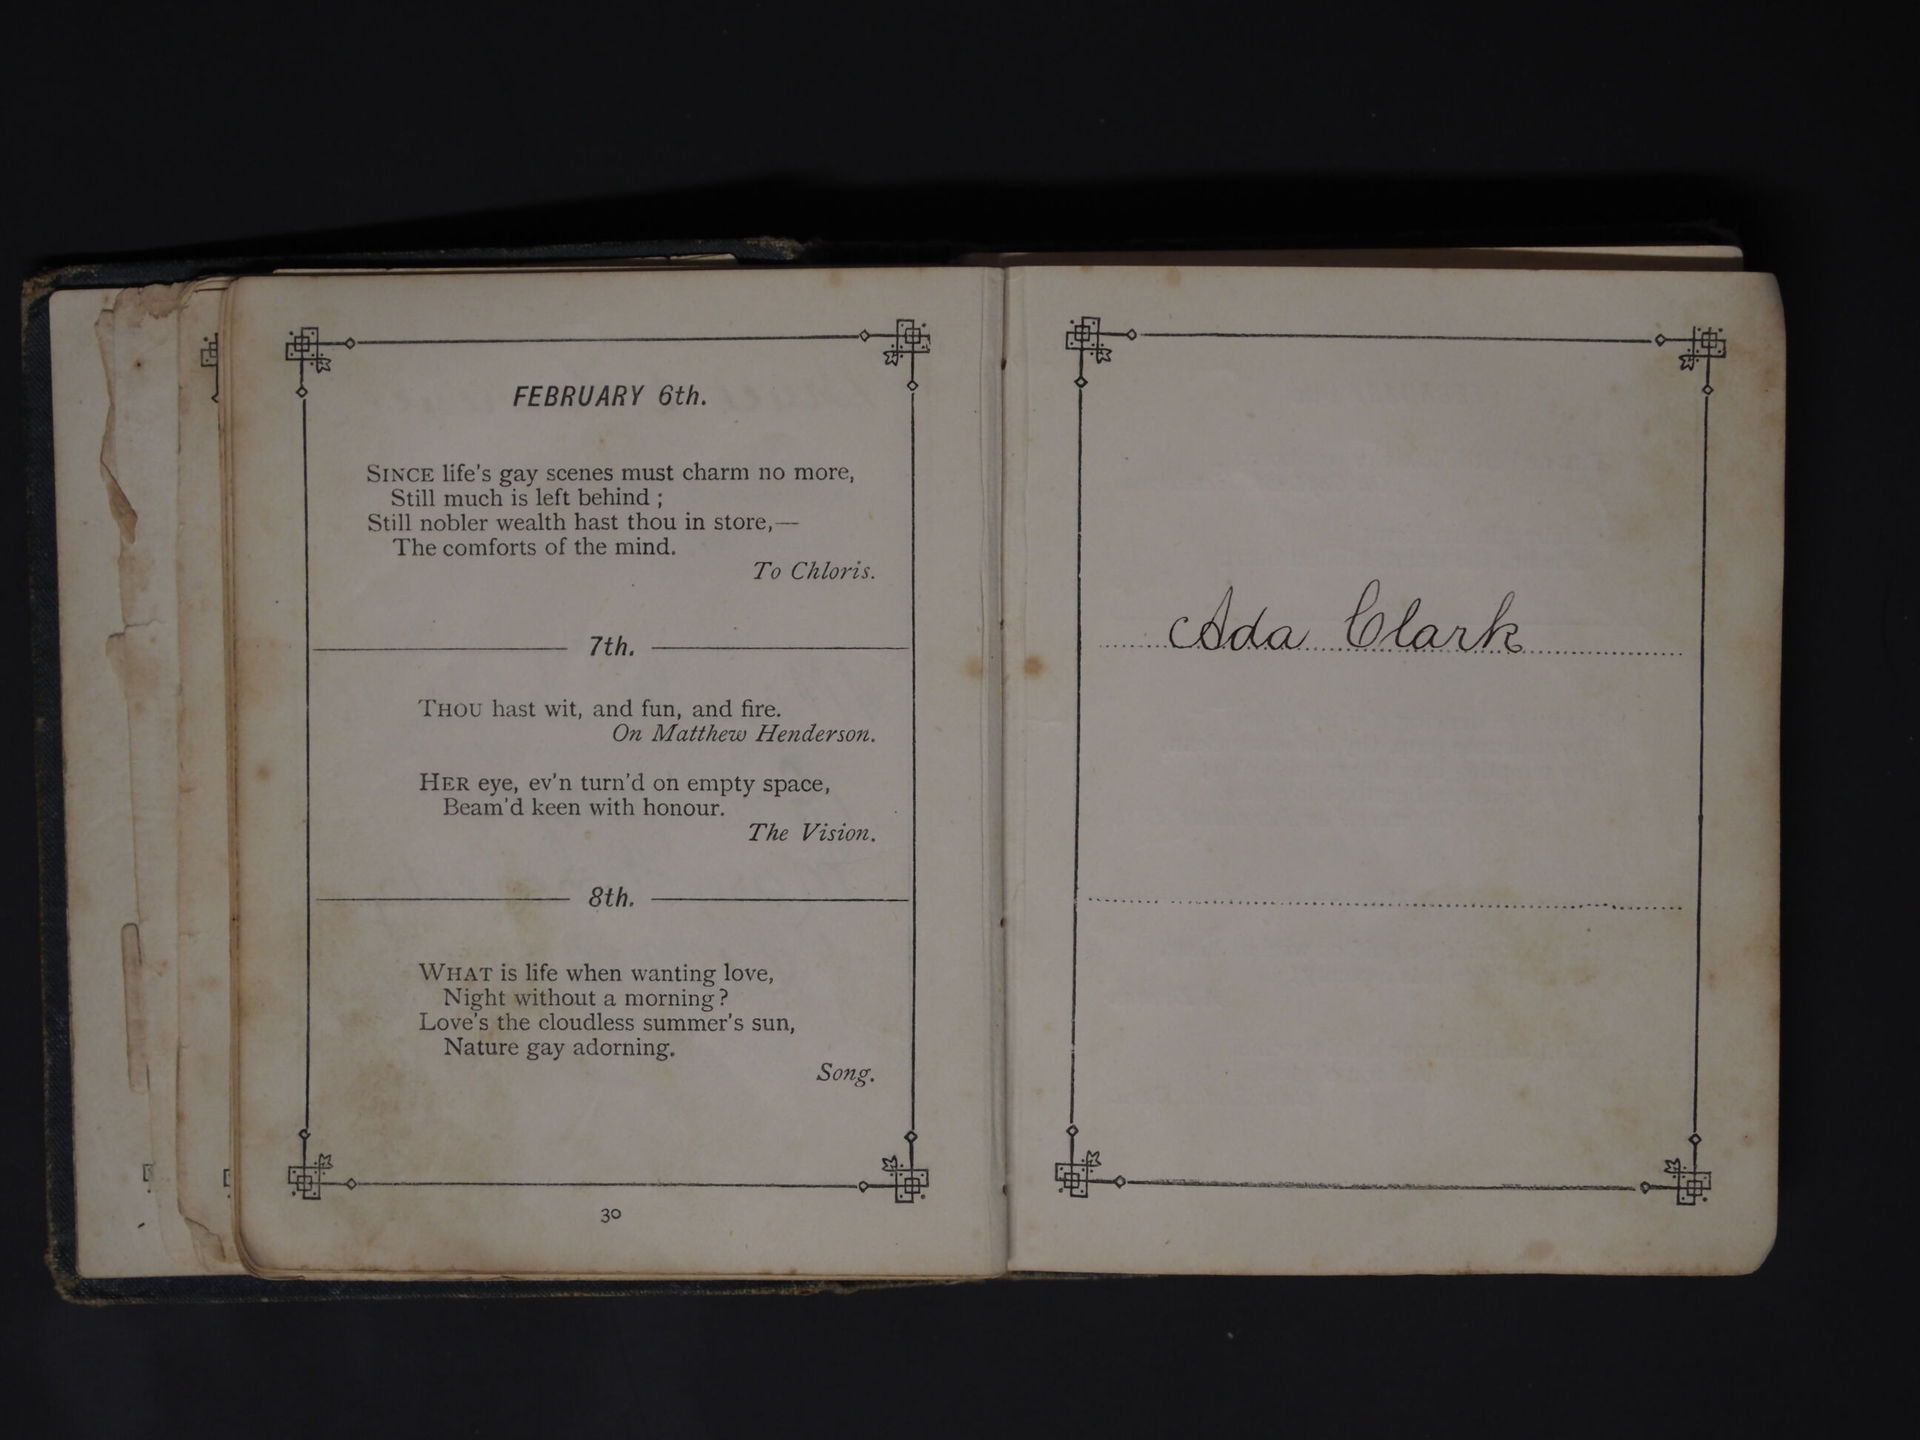 FEBRUARY 6th.
SINCE life's gay scenes must charm no more,
Still much is left behind ;
Still nobler wealth hast thou in store,—
The comforts of the mind.
To Chloris.
7th.
THOU hast wit, and fun, and fire.
On Matthew Henderson.
HER eye, ev'n turn'd on empty space,
Beam'd keen with honour.
The Vision.
8th.
WHAT is life when wanting love,
Night without a morning?
Love's the cloudless summer's sun,
Nature gay adorning.
Song.
30
Ada Clark